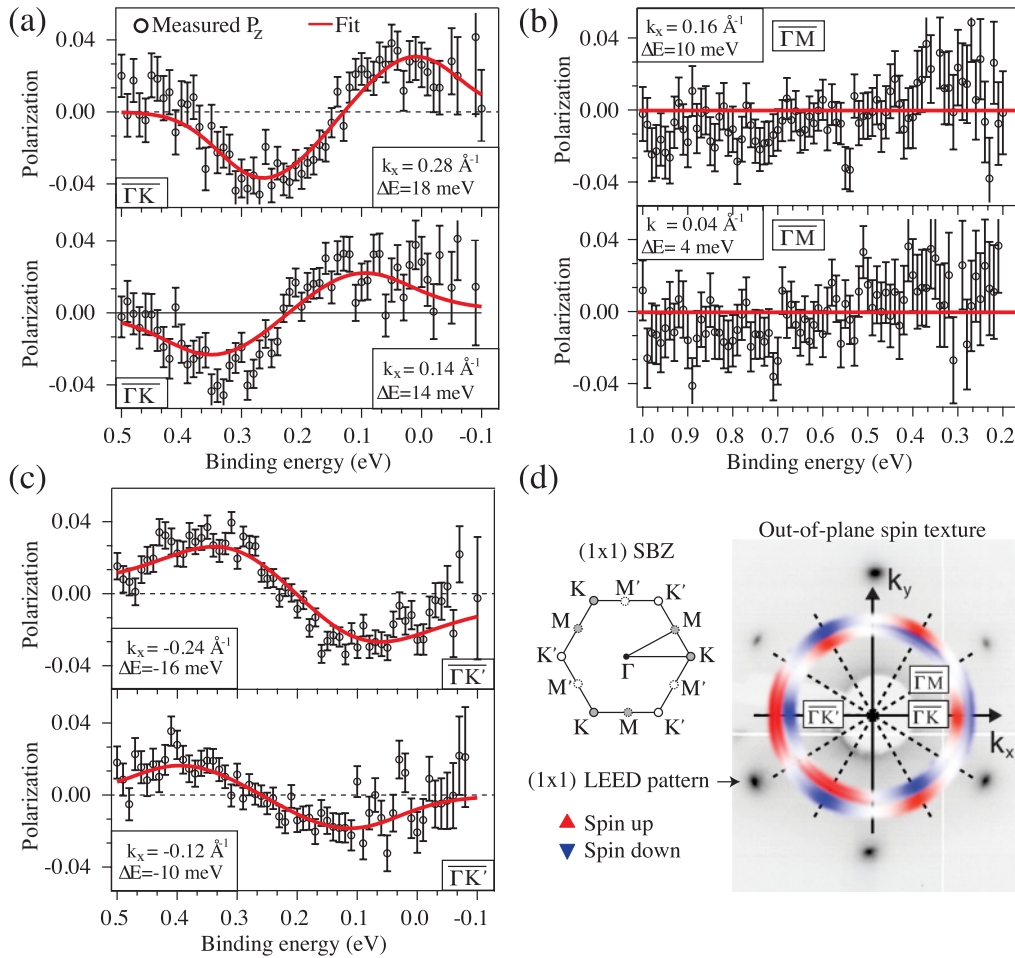 (a)
Measured P_z
Fit
0.04
0.00
-0.04
Polarization
k_x = 0.28 Å⁻¹
ΔE=18 meV
ΓK
0.04
0.00
-0.04
Polarization
k_x = 0.14 Å⁻¹
ΔE=14 meV
ΓK
0.5 0.4 0.3 0.2 0.1 0.0 -0.1
Binding energy (eV)
(b)
k_x = 0.16 Å⁻¹
ΔE=10 meV
ΓM
0.04
0.00
-0.04
Polarization
k = 0.04 Å⁻¹
ΔE= 4 meV
ΓM
0.04
0.00
-0.04
Polarization
1.0 0.9 0.8 0.7 0.6 0.5 0.4 0.3 0.2
Binding energy (eV)
(c)
0.04
0.00
-0.04
Polarization
k_x = -0.24 Å⁻¹
ΔE=-16 meV
ΓK'
0.04
0.00
-0.04
Polarization
k_x = -0.12 Å⁻¹
ΔE=-10 meV
ΓK'
0.5 0.4 0.3 0.2 0.1 0.0 -0.1
Binding energy (eV)
(d)
Out-of-plane spin texture
(1x1) SBZ
K M' K'
M M
K' Γ K
M' M'
K M K'
k_y
ΓM
ΓK' ΓK
k_x
(1x1) LEED pattern
Spin up
Spin down